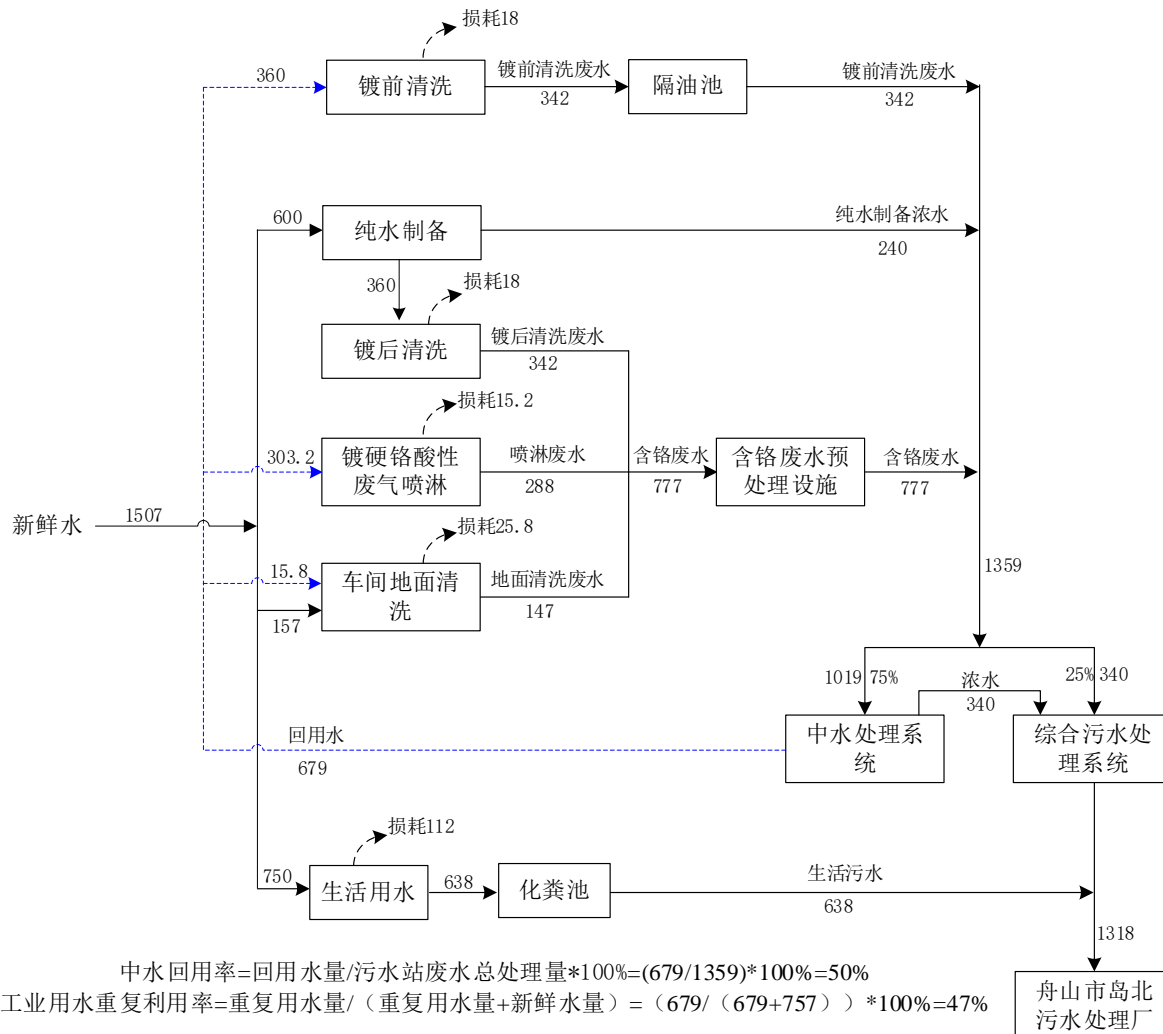 损耗18
360
镀前清洗
镀前清洗废水
342
隔油池
镀前清洗废水
342
600
纯水制备
纯水制备浓水
240
360
损耗18
镀后清洗
镀后清洗废水
342
损耗15.2
303.2
镀硬铬酸性
废气喷淋
喷淋废水
288
含铬废水
777
含铬废水预
处理设施
含铬废水
777
新鲜水
1507
损耗25.8
15.8
157
车间地面清
洗
地面清洗废水
147
1359
1019
75%
25%
340
浓水
340
中水处理系
统
综合污水处
理系统
回用水
679
损耗112
750
生活用水
638
化粪池
生活污水
638
1318
中水回用率=回用水量/污水站废水总处理量*100%=(679/1359)*100%=50%
工业用水重复利用率=重复用水量/（重复用水量+新鲜水量）=（679/（679+757））*100%=47%
舟山市岛北
污水处理厂